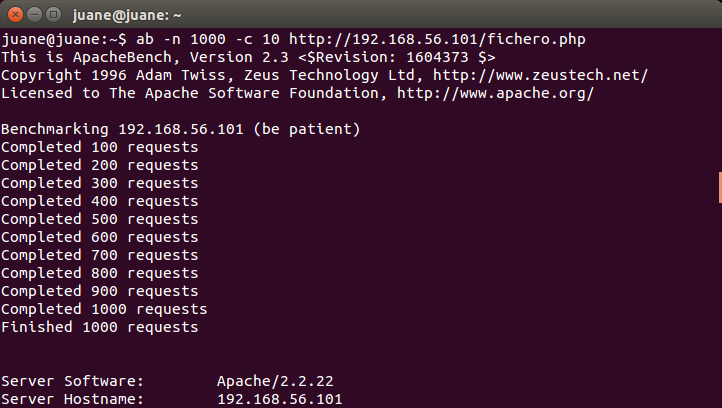 juane@juane: ~
juane@juane:~$ ab -n 1000 -c 10 http://192.168.56.101/fichero.php
This is ApacheBench, Version 2.3 <$Revision: 1604373 $>
Copyright 1996 Adam Twiss, Zeus Technology Ltd, http://www.zeustech.net/
Licensed to The Apache Software Foundation, http://www.apache.org/

Benchmarking 192.168.56.101 (be patient)
Completed 100 requests
Completed 200 requests
Completed 300 requests
Completed 400 requests
Completed 500 requests
Completed 600 requests
Completed 700 requests
Completed 800 requests
Completed 900 requests
Completed 1000 requests
Finished 1000 requests

Server Software:        Apache/2.2.22
Server Hostname:        192.168.56.101